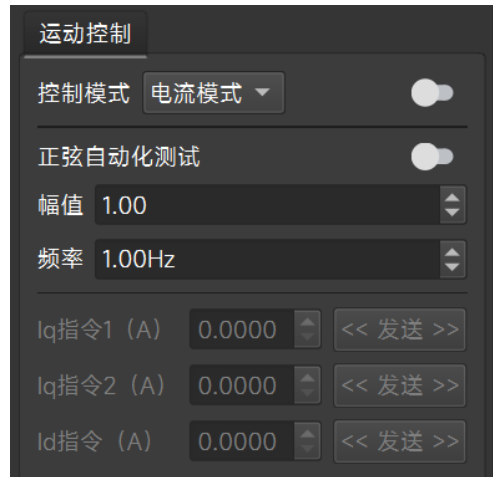 运动控制
控制模式 电流模式
正弦自动化测试
幅值 1.00
频率 1.00Hz
Iq指令1（A） 0.0000 << 发送 >>
Iq指令2（A） 0.0000 << 发送 >>
Id指令（A） 0.0000 << 发送 >>